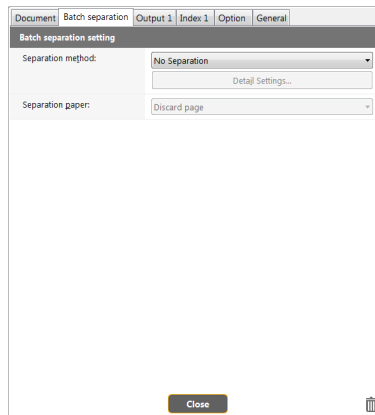 Document Batch separation Output 1 Index 1 Option General
Batch separation setting
Separation method: No Separation
Detail Settings...
Separation paper: Discard page
Close